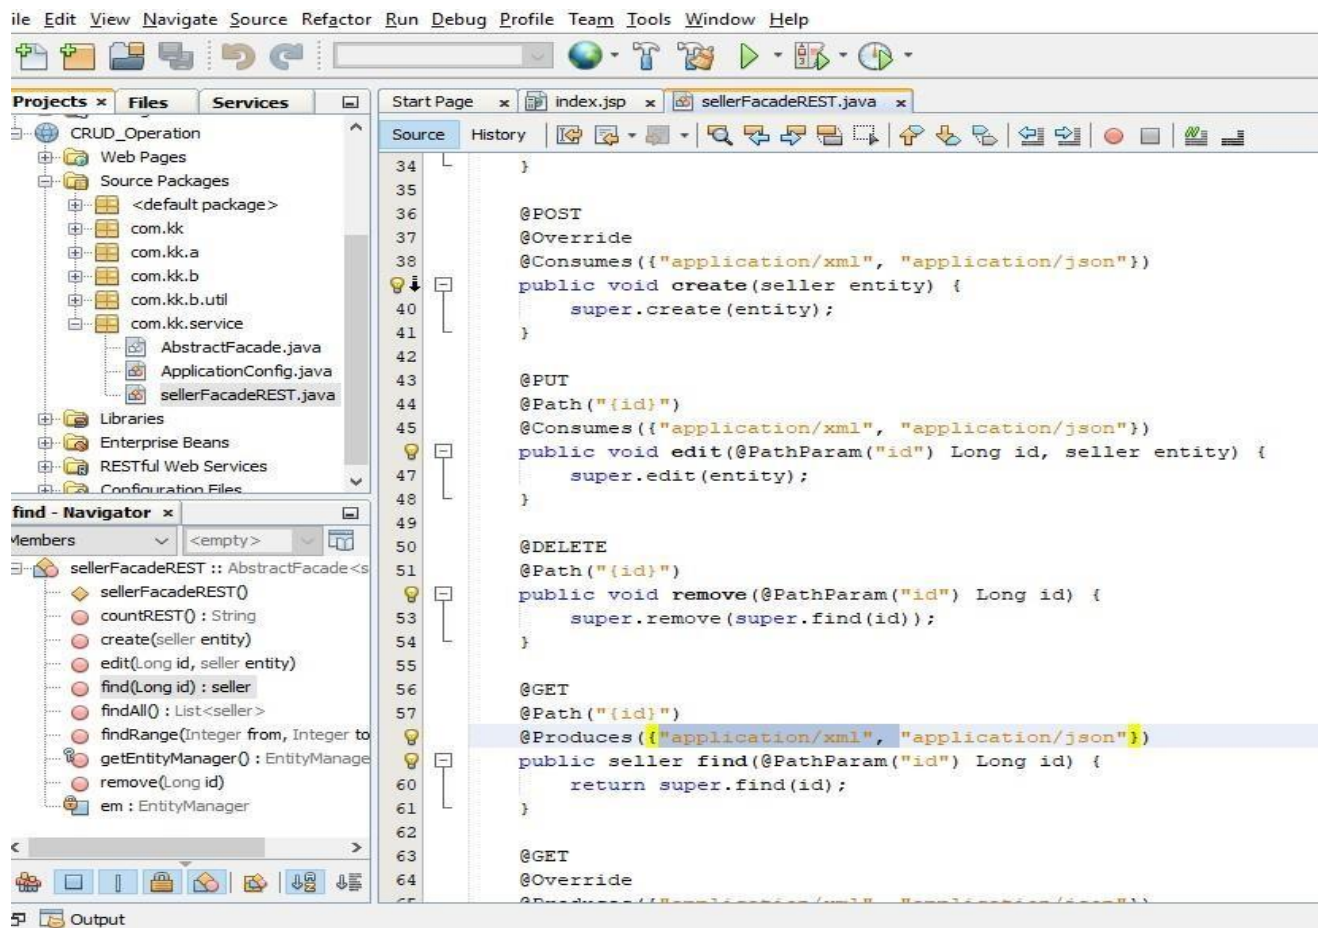 ile Edit View Navigate Source Refactor Run Debug Profile Team Tools Window Help
Projects × Files Services
CRUD_Operation
Web Pages
Source Packages
<default package>
com.kk
com.kk.a
com.kk.b
com.kk.b.util
com.kk.service
AbstractFacade.java
ApplicationConfig.java
sellerFacadeREST.java
Libraries
Enterprise Beans
RESTful Web Services
Configuration Files
find - Navigator ×
Members <empty>
sellerFacadeREST :: AbstractFacade<s
sellerFacadeREST()
countREST() : String
create(seller entity)
edit(Long id, seller entity)
find(Long id) : seller
findAll() : List<seller>
findRange(Integer from, Integer to
getEntityManager() : EntityManage
remove(Long id)
em : EntityManager
Start Page × index.jsp × sellerFacadeREST.java ×
Source History
34 }
35
36 @POST
37 @Override
38 @Consumes({"application/xml", "application/json"})
public void create(seller entity) {
40 super.create(entity);
41 }
42
43 @PUT
44 @Path("{id}")
45 @Consumes({"application/xml", "application/json"})
public void edit(@PathParam("id") Long id, seller entity) {
47 super.edit(entity);
48 }
49
50 @DELETE
51 @Path("{id}")
public void remove(@PathParam("id") Long id) {
53 super.remove(super.find(id));
54 }
55
56 @GET
57 @Path("{id}")
@Produces({"application/xml", "application/json"})
public seller find(@PathParam("id") Long id) {
60 return super.find(id);
61 }
62
63 @GET
64 @Override
65 @Produces({"application/xml", "application/json"})
Output